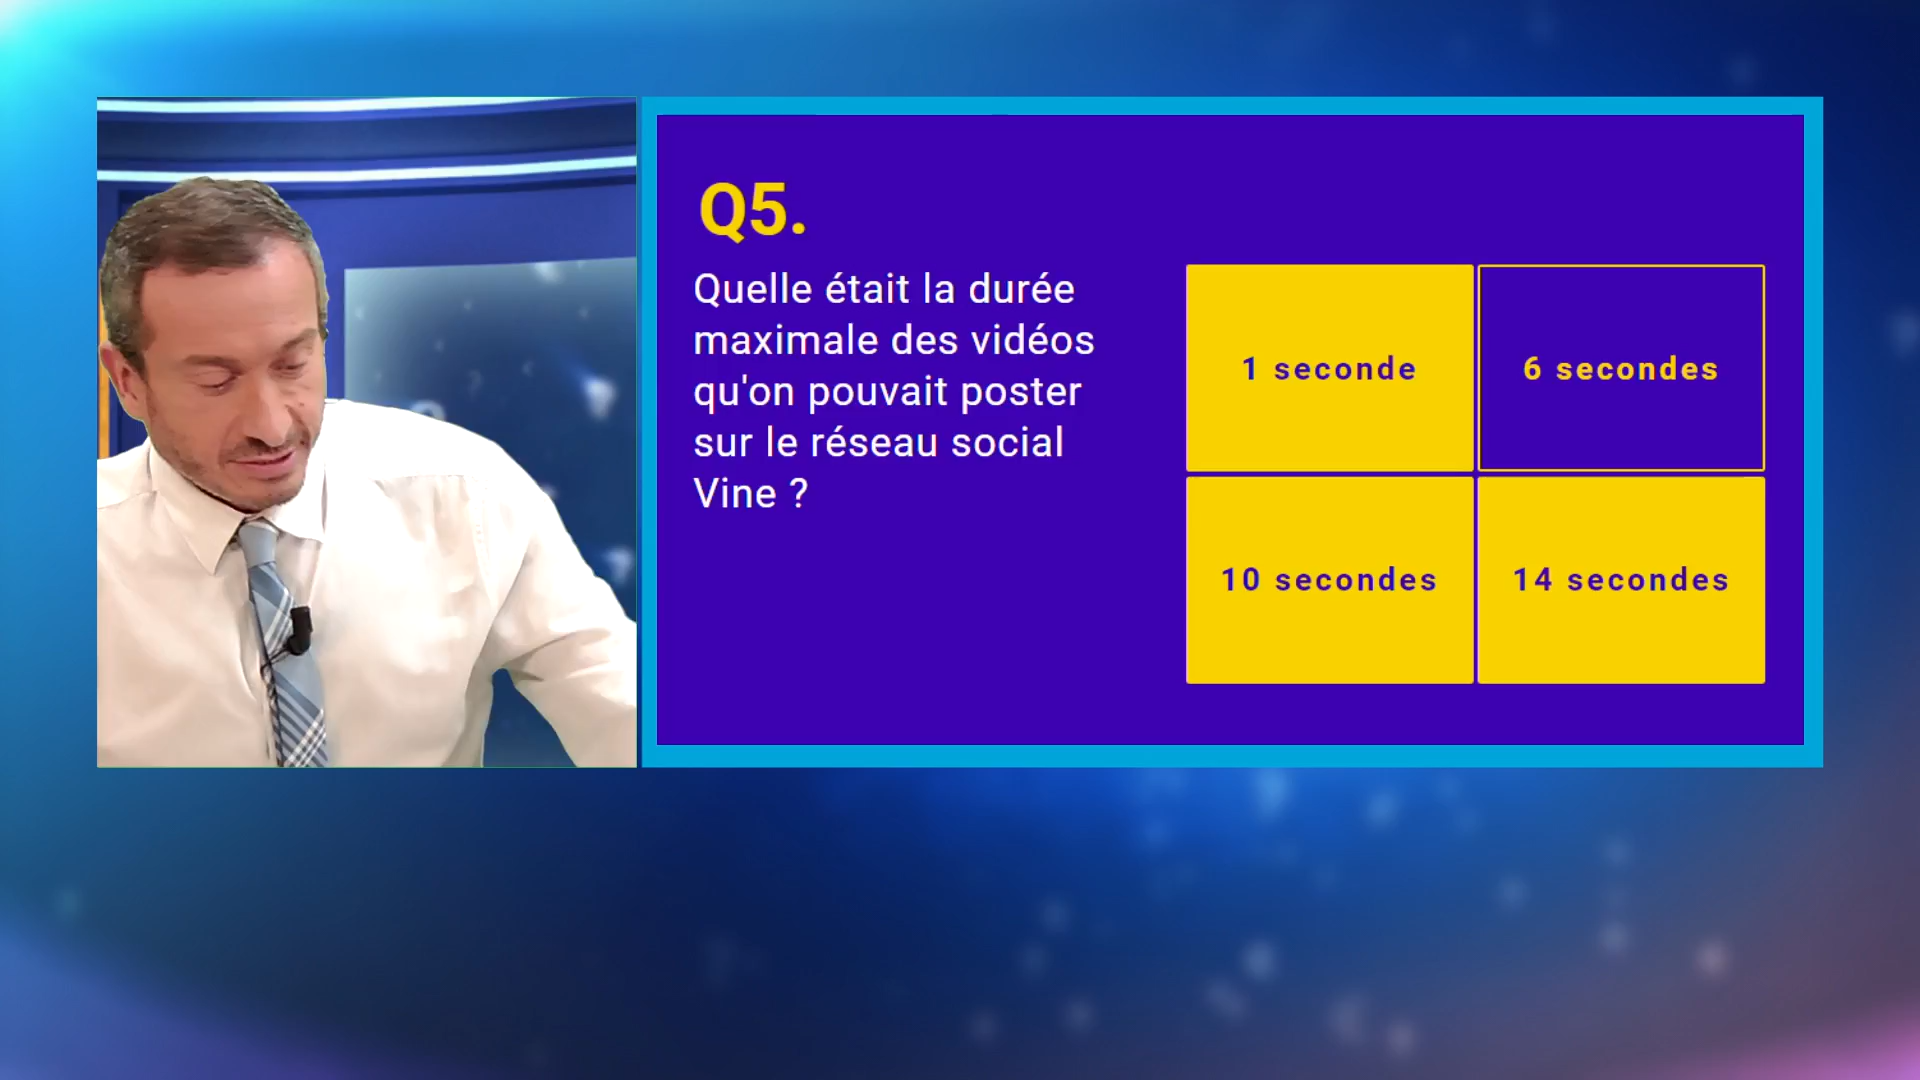 Q5.
Quelle était la durée
maximale des vidéos
qu'on pouvait poster
sur le réseau social
Vine ?
1 seconde
6 secondes
10 secondes
14 secondes